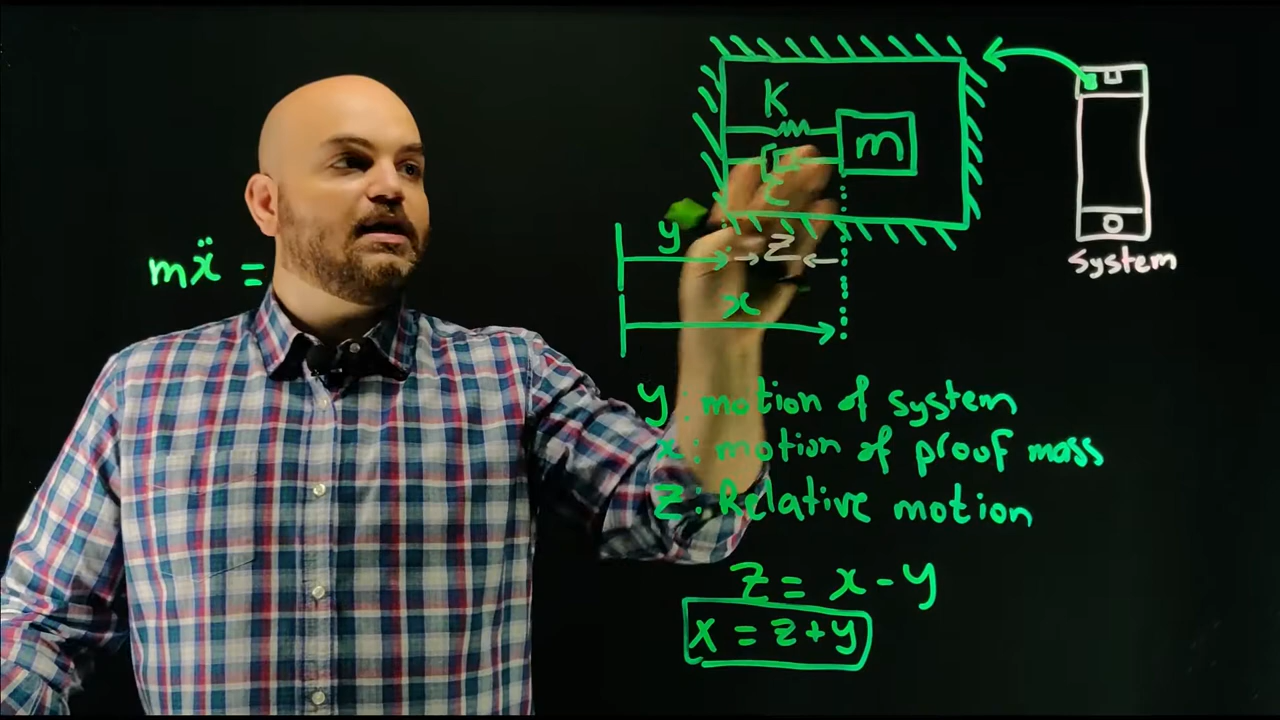 K
m
c
System
y
z
mẍ =
x
y: motion of system
x: motion of proof mass
z: Relative motion
z = x - y
x = z + y